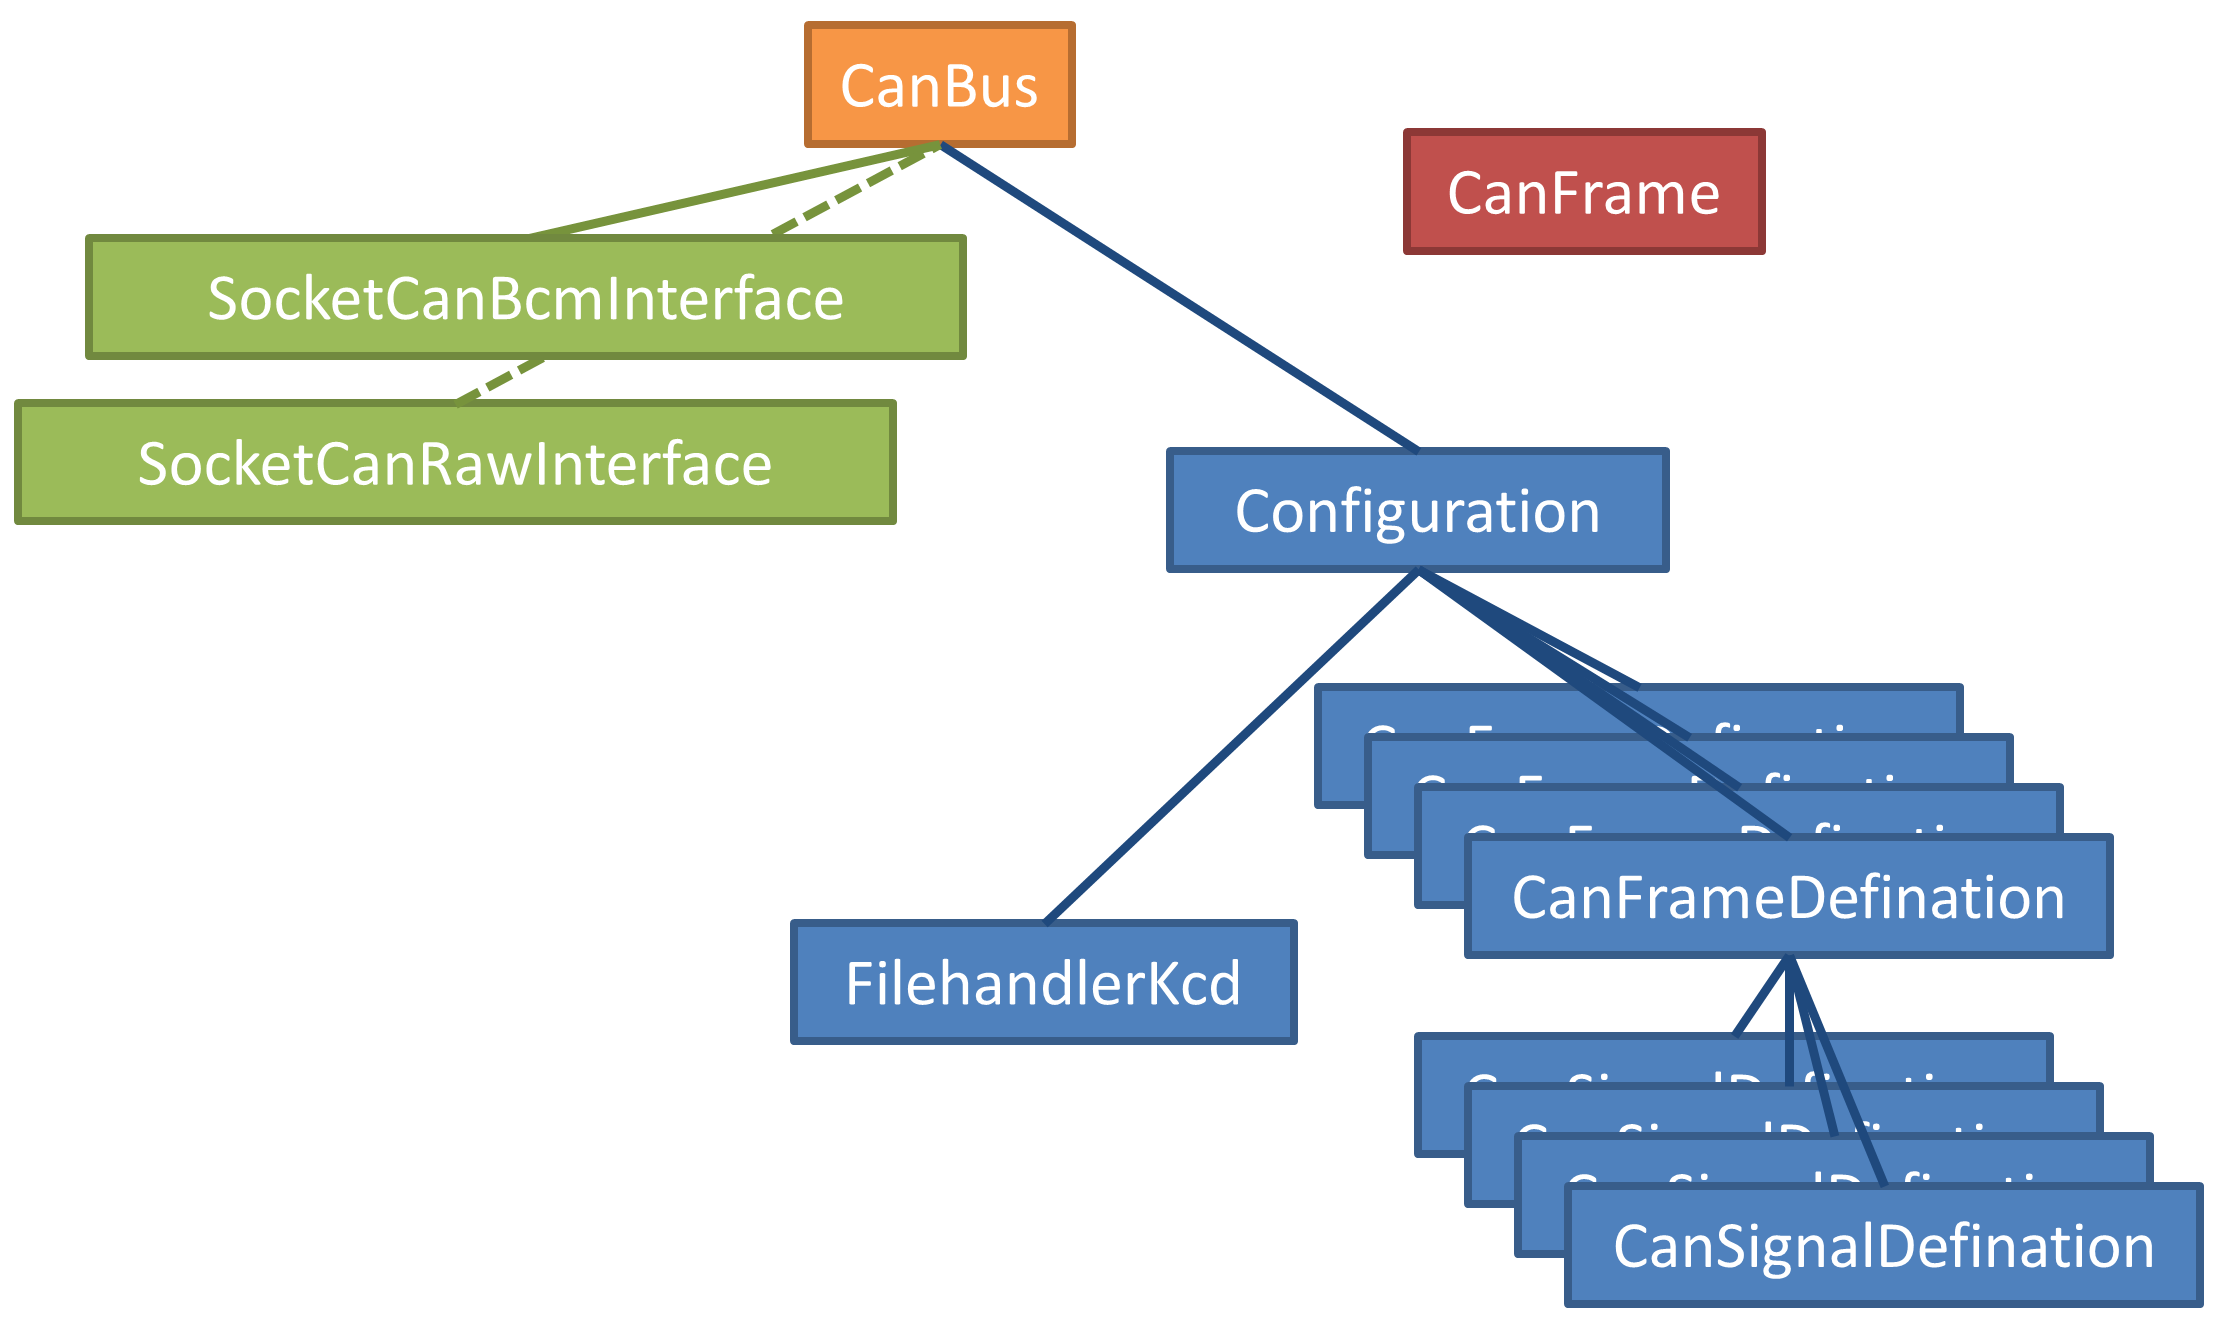 CanBus
CanFrame
SocketCanBcmInterface
SocketCanRawInterface
Configuration
CanFrameDefination
FilehandlerKcd
CanSignalDefination